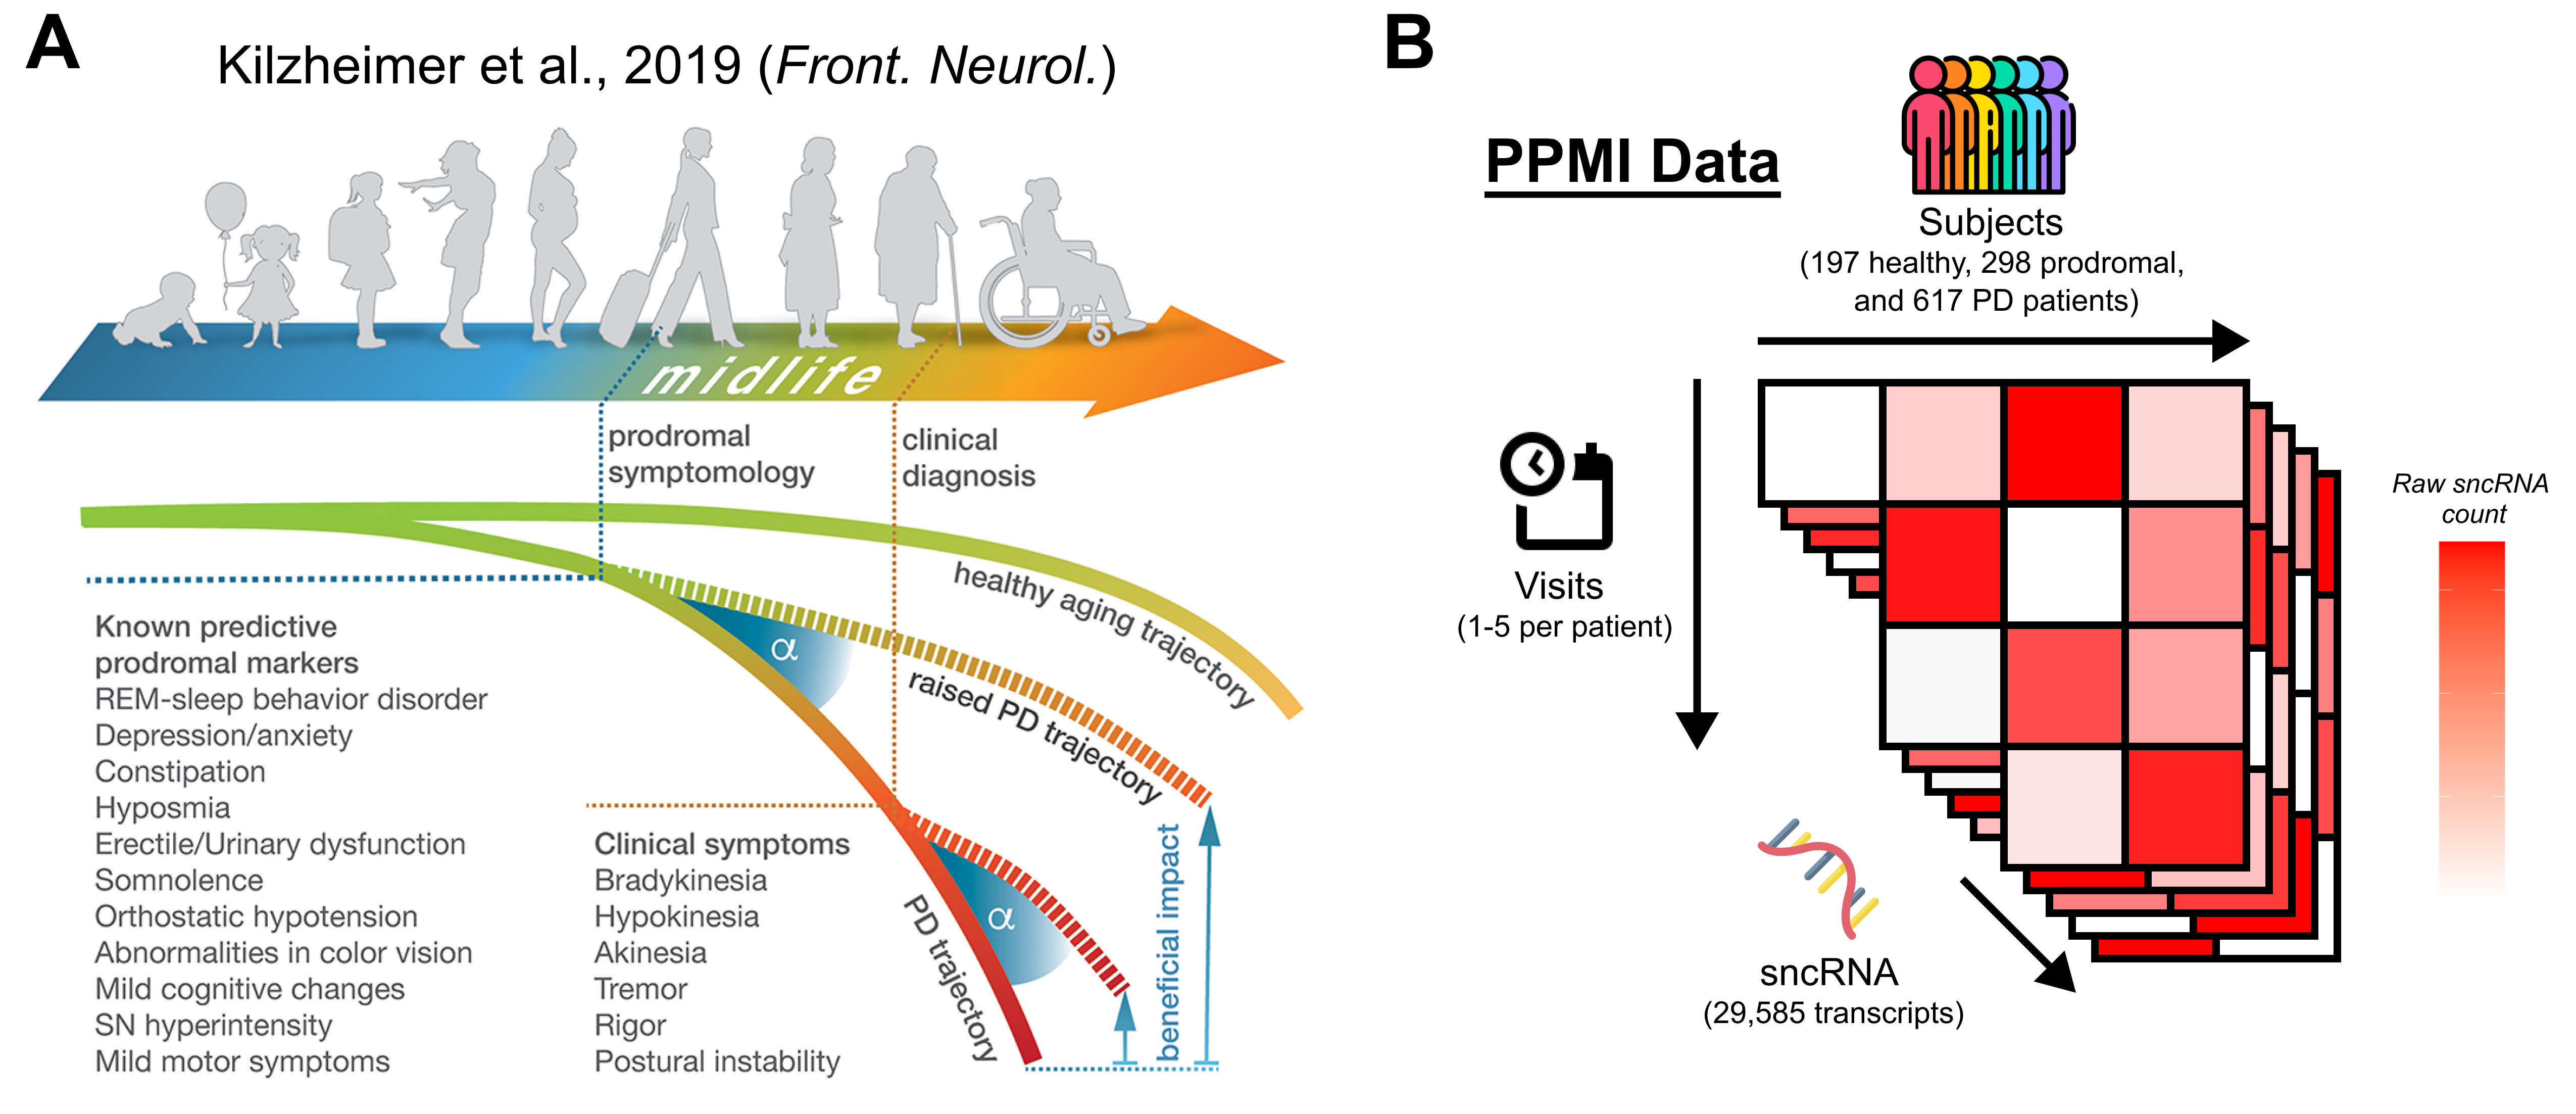 A
Kilzheimer et al., 2019 (Front. Neurol.)
midlife
prodromal
symptomology
clinical
diagnosis
healthy aging trajectory
raised PD trajectory
PD trajectory
α
α
beneficial impact
Known predictive
prodromal markers
REM-sleep behavior disorder
Depression/anxiety
Constipation
Hyposmia
Erectile/Urinary dysfunction
Somnolence
Orthostatic hypotension
Abnormalities in color vision
Mild cognitive changes
SN hyperintensity
Mild motor symptoms
Clinical symptoms
Bradykinesia
Hypokinesia
Akinesia
Tremor
Rigor
Postural instability
B
PPMI Data
Subjects
(197 healthy, 298 prodromal,
and 617 PD patients)
Visits
(1-5 per patient)
sncRNA
(29,585 transcripts)
Raw sncRNA
count